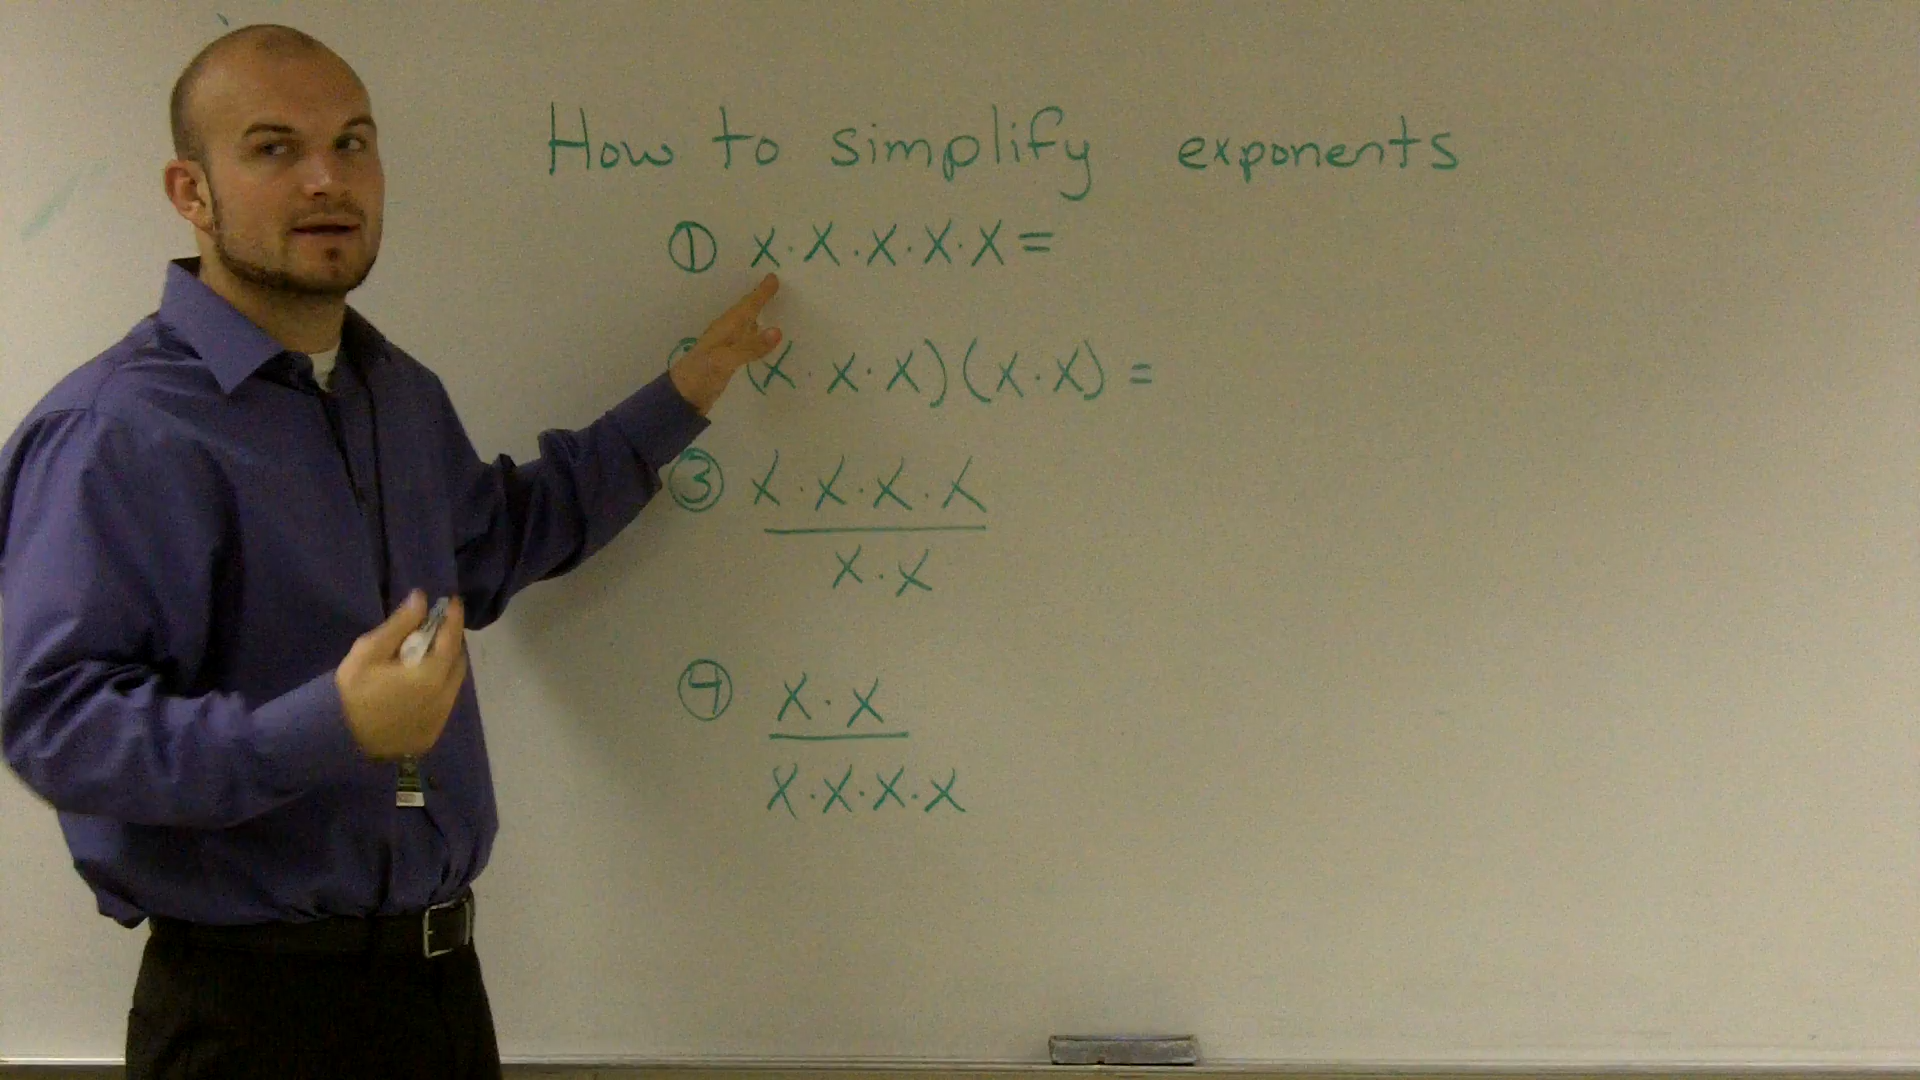 How to simplify exponents
① x·x·x·x·x=
(x·x·x)(x·x)=
③ x·x·x·x
x·x
④ x·x
x·x·x·x